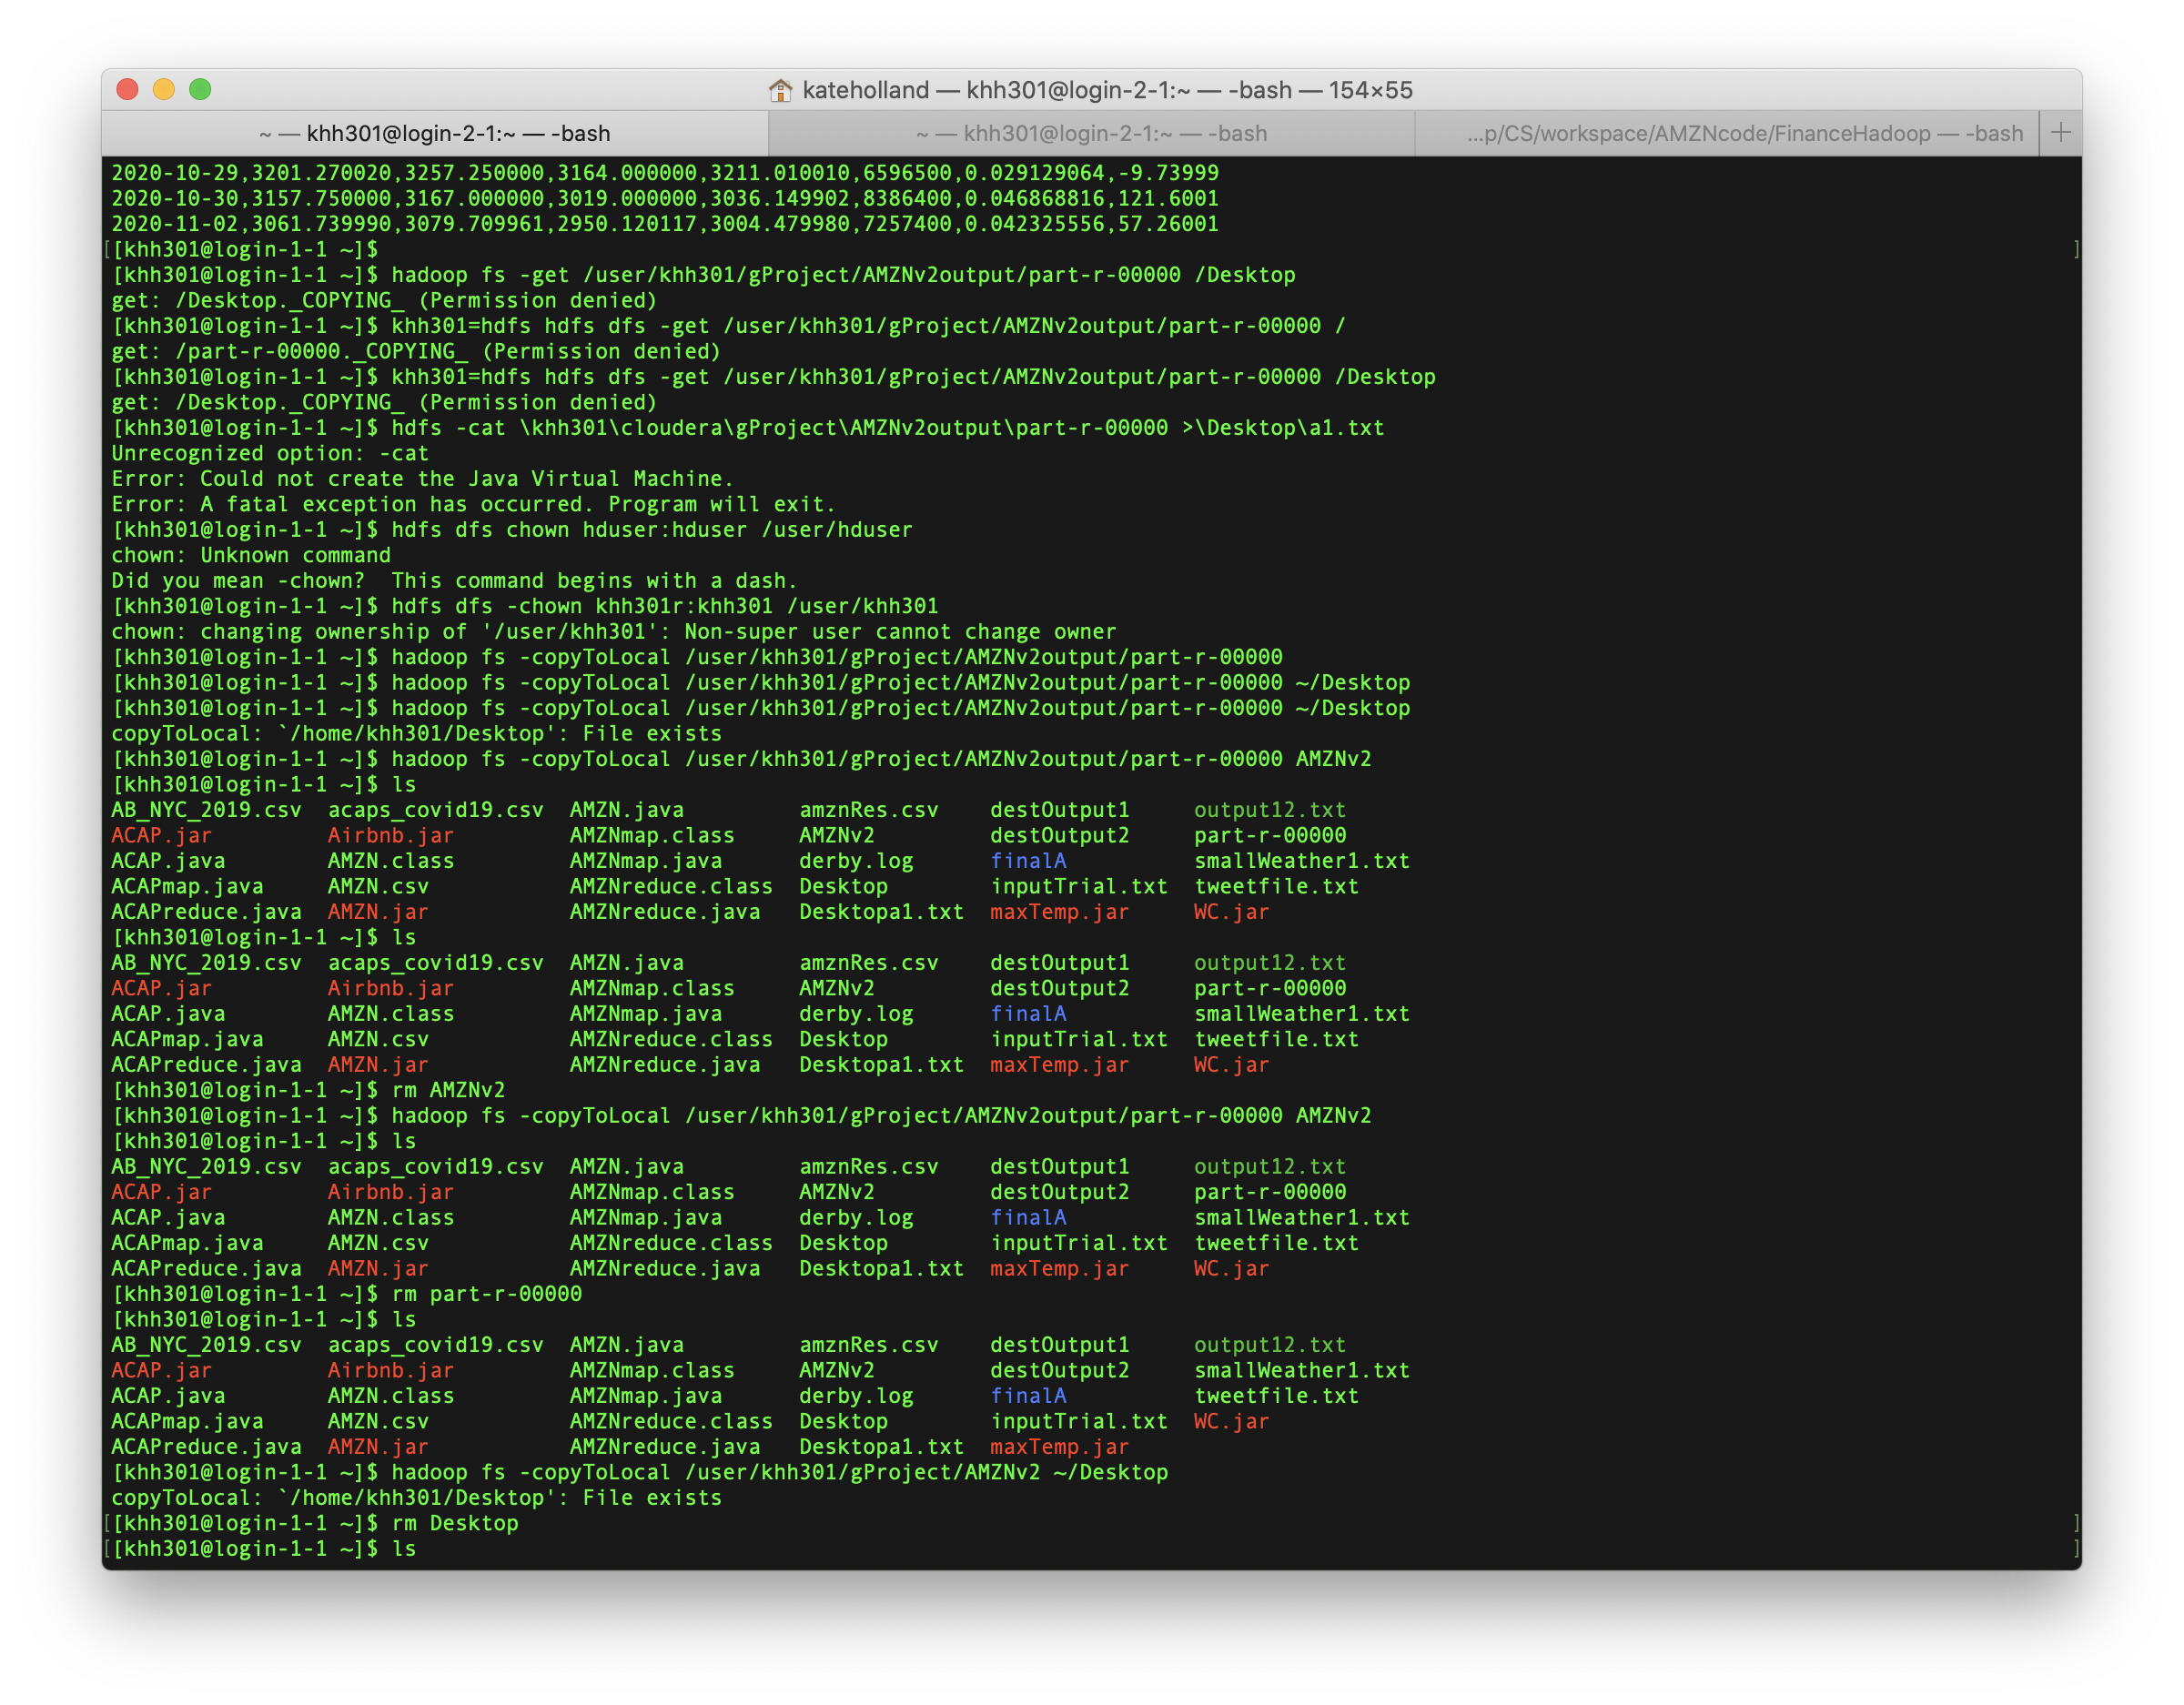 kateholland — khh301@login-2-1:~ — -bash — 154×55
~ — khh301@login-2-1:~ — -bash
~ — khh301@login-2-1:~ — -bash
...p/CS/workspace/AMZNcode/FinanceHadoop — -bash
+
2020-10-29,3201.270020,3257.250000,3164.000000,3211.010010,6596500,0.029129064,-9.73999
2020-10-30,3157.750000,3167.000000,3019.000000,3036.149902,8386400,0.046868816,121.6001
2020-11-02,3061.739990,3079.709961,2950.120117,3004.479980,7257400,0.042325556,57.26001
[[khh301@login-1-1 ~]$ ]
[khh301@login-1-1 ~]$ hadoop fs -get /user/khh301/gProject/AMZNv2output/part-r-00000 /Desktop
get: /Desktop._COPYING_ (Permission denied)
[khh301@login-1-1 ~]$ khh301=hdfs hdfs dfs -get /user/khh301/gProject/AMZNv2output/part-r-00000 /
get: /part-r-00000._COPYING_ (Permission denied)
[khh301@login-1-1 ~]$ khh301=hdfs hdfs dfs -get /user/khh301/gProject/AMZNv2output/part-r-00000 /Desktop
get: /Desktop._COPYING_ (Permission denied)
[khh301@login-1-1 ~]$ hdfs -cat \khh301\cloudera\gProject\AMZNv2output\part-r-00000 >\Desktop\a1.txt
Unrecognized option: -cat
Error: Could not create the Java Virtual Machine.
Error: A fatal exception has occurred. Program will exit.
[khh301@login-1-1 ~]$ hdfs dfs chown hduser:hduser /user/hduser
chown: Unknown command
Did you mean -chown?  This command begins with a dash.
[khh301@login-1-1 ~]$ hdfs dfs -chown khh301r:khh301 /user/khh301
chown: changing ownership of '/user/khh301': Non-super user cannot change owner
[khh301@login-1-1 ~]$ hadoop fs -copyToLocal /user/khh301/gProject/AMZNv2output/part-r-00000
[khh301@login-1-1 ~]$ hadoop fs -copyToLocal /user/khh301/gProject/AMZNv2output/part-r-00000 ~/Desktop
[khh301@login-1-1 ~]$ hadoop fs -copyToLocal /user/khh301/gProject/AMZNv2output/part-r-00000 ~/Desktop
copyToLocal: `/home/khh301/Desktop': File exists
[khh301@login-1-1 ~]$ hadoop fs -copyToLocal /user/khh301/gProject/AMZNv2output/part-r-00000 AMZNv2
[khh301@login-1-1 ~]$ ls
AB_NYC_2019.csv  acaps_covid19.csv  AMZN.java         amznRes.csv   destOutput1     output12.txt
ACAP.jar         Airbnb.jar         AMZNmap.class     AMZNv2        destOutput2     part-r-00000
ACAP.java        AMZN.class         AMZNmap.java      derby.log     finalA          smallWeather1.txt
ACAPmap.java     AMZN.csv           AMZNreduce.class  Desktop       inputTrial.txt  tweetfile.txt
ACAPreduce.java  AMZN.jar           AMZNreduce.java   Desktopa1.txt  maxTemp.jar     WC.jar
[khh301@login-1-1 ~]$ ls
AB_NYC_2019.csv  acaps_covid19.csv  AMZN.java         amznRes.csv   destOutput1     output12.txt
ACAP.jar         Airbnb.jar         AMZNmap.class     AMZNv2        destOutput2     part-r-00000
ACAP.java        AMZN.class         AMZNmap.java      derby.log     finalA          smallWeather1.txt
ACAPmap.java     AMZN.csv           AMZNreduce.class  Desktop       inputTrial.txt  tweetfile.txt
ACAPreduce.java  AMZN.jar           AMZNreduce.java   Desktopa1.txt  maxTemp.jar     WC.jar
[khh301@login-1-1 ~]$ rm AMZNv2
[khh301@login-1-1 ~]$ hadoop fs -copyToLocal /user/khh301/gProject/AMZNv2output/part-r-00000 AMZNv2
[khh301@login-1-1 ~]$ ls
AB_NYC_2019.csv  acaps_covid19.csv  AMZN.java         amznRes.csv   destOutput1     output12.txt
ACAP.jar         Airbnb.jar         AMZNmap.class     AMZNv2        destOutput2     part-r-00000
ACAP.java        AMZN.class         AMZNmap.java      derby.log     finalA          smallWeather1.txt
ACAPmap.java     AMZN.csv           AMZNreduce.class  Desktop       inputTrial.txt  tweetfile.txt
ACAPreduce.java  AMZN.jar           AMZNreduce.java   Desktopa1.txt  maxTemp.jar     WC.jar
[khh301@login-1-1 ~]$ rm part-r-00000
[khh301@login-1-1 ~]$ ls
AB_NYC_2019.csv  acaps_covid19.csv  AMZN.java         amznRes.csv   destOutput1     output12.txt
ACAP.jar         Airbnb.jar         AMZNmap.class     AMZNv2        destOutput2     smallWeather1.txt
ACAP.java        AMZN.class         AMZNmap.java      derby.log     finalA          tweetfile.txt
ACAPmap.java     AMZN.csv           AMZNreduce.class  Desktop       inputTrial.txt  WC.jar
ACAPreduce.java  AMZN.jar           AMZNreduce.java   Desktopa1.txt  maxTemp.jar
[khh301@login-1-1 ~]$ hadoop fs -copyToLocal /user/khh301/gProject/AMZNv2 ~/Desktop
copyToLocal: `/home/khh301/Desktop': File exists
[[khh301@login-1-1 ~]$ rm Desktop ]
[[khh301@login-1-1 ~]$ ls ]